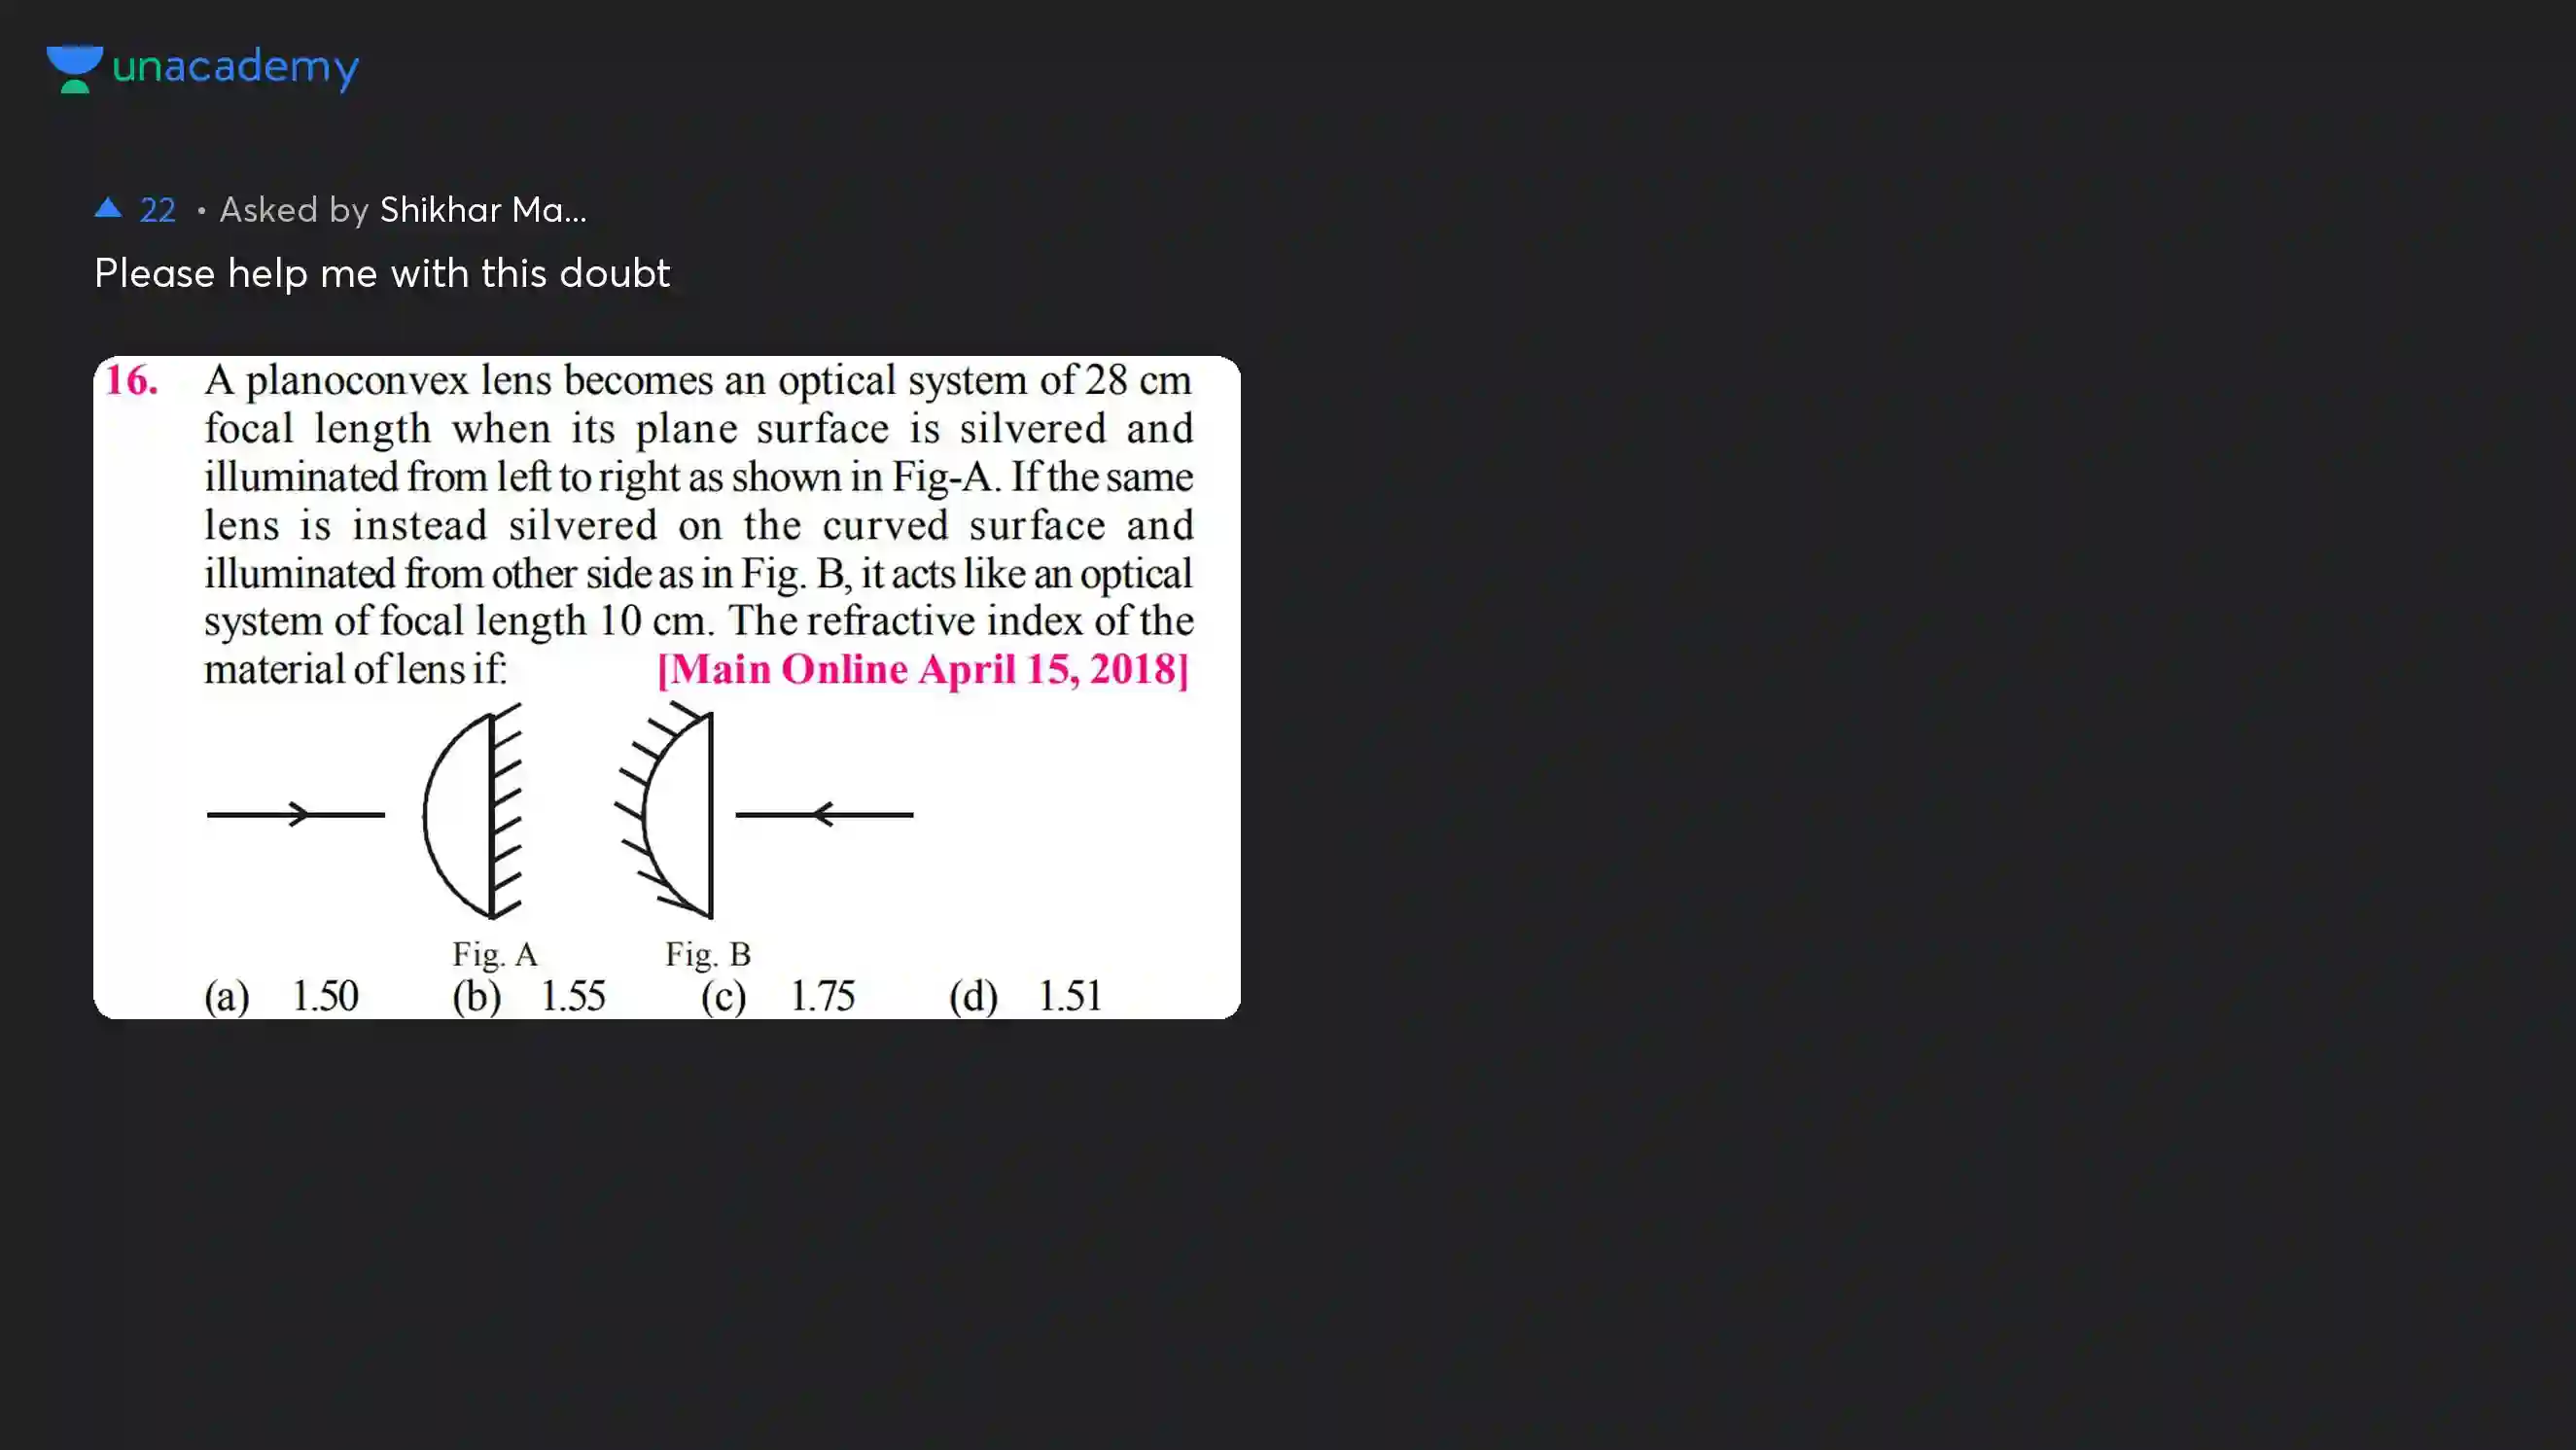 unacademy
▲ 22 • Asked by Shikhar Ma...
Please help me with this doubt
16. A planoconvex lens becomes an optical system of 28 cm
focal length when its plane surface is silvered and
illuminated from left to right as shown in Fig-A. If the same
lens is instead silvered on the curved surface and
illuminated from other side as in Fig. B, it acts like an optical
system of focal length 10 cm. The refractive index of the
material of lens if: [Main Online April 15, 2018]
Fig. A Fig. B
(a) 1.50 (b) 1.55 (c) 1.75 (d) 1.51